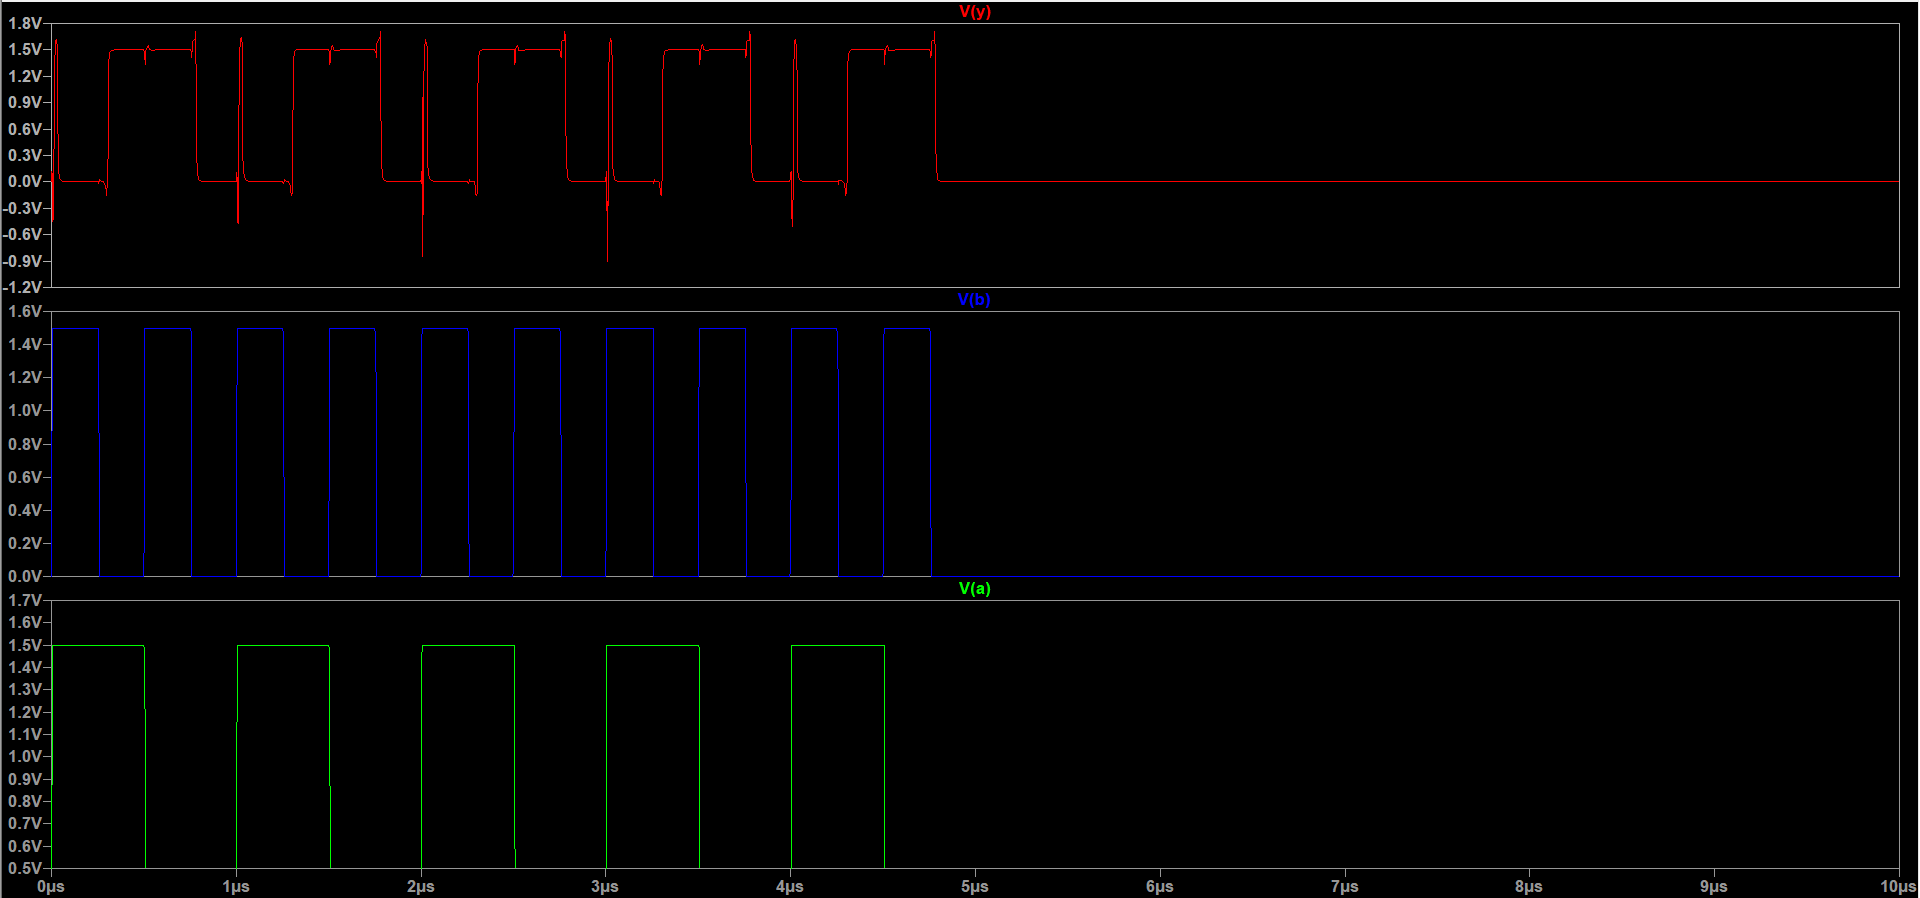 V(y)
1.8V
1.5V
1.2V
0.9V
0.6V
0.3V
0.0V
-0.3V
-0.6V
-0.9V
-1.2V
V(b)
1.6V
1.4V
1.2V
1.0V
0.8V
0.6V
0.4V
0.2V
0.0V
V(a)
1.7V
1.6V
1.5V
1.4V
1.3V
1.2V
1.1V
1.0V
0.9V
0.8V
0.7V
0.6V
0.5V
0µs 1µs 2µs 3µs 4µs 5µs 6µs 7µs 8µs 9µs 10µs